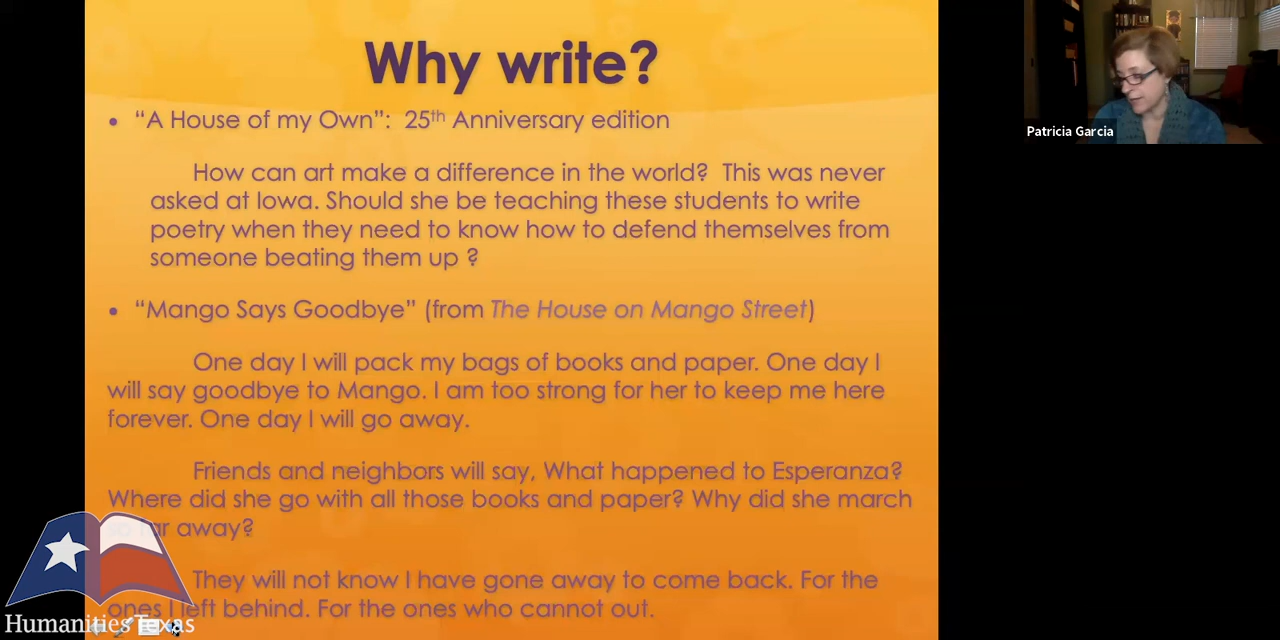 Why write?
• “A House of my Own”: 25th Anniversary edition
How can art make a difference in the world? This was never
asked at Iowa. Should she be teaching these students to write
poetry when they need to know how to defend themselves from
someone beating them up ?
• “Mango Says Goodbye” (from The House on Mango Street)
One day I will pack my bags of books and paper. One day I
will say goodbye to Mango. I am too strong for her to keep me here
forever. One day I will go away.
Friends and neighbors will say, What happened to Esperanza?
Where did she go with all those books and paper? Why did she march
so far away?
They will not know I have gone away to come back. For the
ones I left behind. For the ones who cannot out.
Humanities Texas
Patricia Garcia